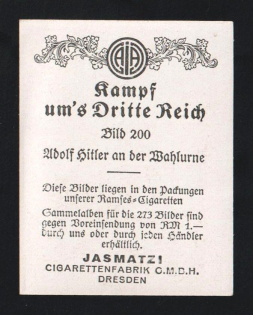 AJA
Kampf
um's Dritte Reich
Bild 200
Adolf Hitler an der Wahlurne
Diese Bilder liegen in den Packungen
unserer Ramses=Cigaretten
Sammelalben für die 273 Bilder sind
gegen Voreinsendung von RM 1.—
durch uns oder durch jeden Händler
erhältlich.
JASMATZI
CIGARETTENFABRIK G.M.B.H.
DRESDEN